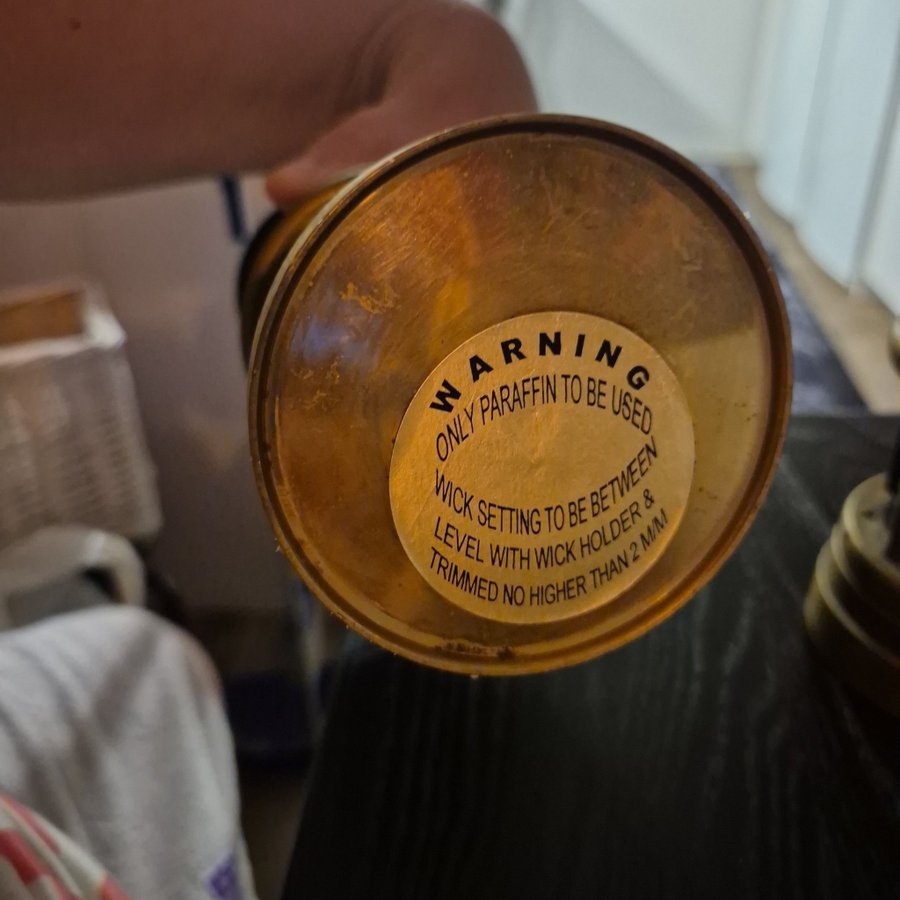 WARNING
ONLY PARAFFIN TO BE USED
WICK SETTING TO BE BETWEEN
LEVEL WITH WICK HOLDER &
TRIMMED NO HIGHER THAN 2 M/M